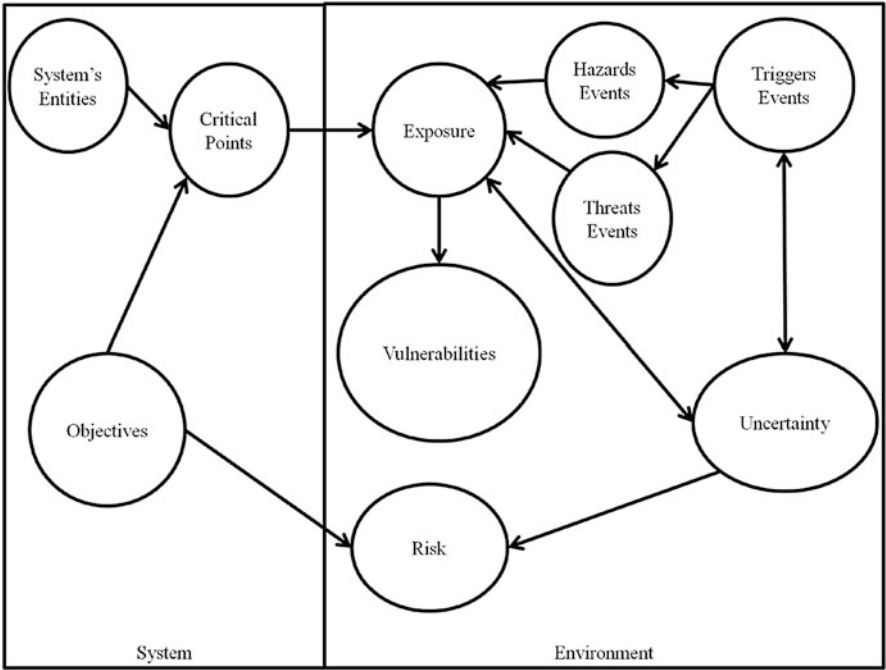 System's
Entities
Critical
Points
Exposure
Hazards
Events
Triggers
Events
Threats
Events
Vulnerabilities
Objectives
Uncertainty
Risk
System
Environment